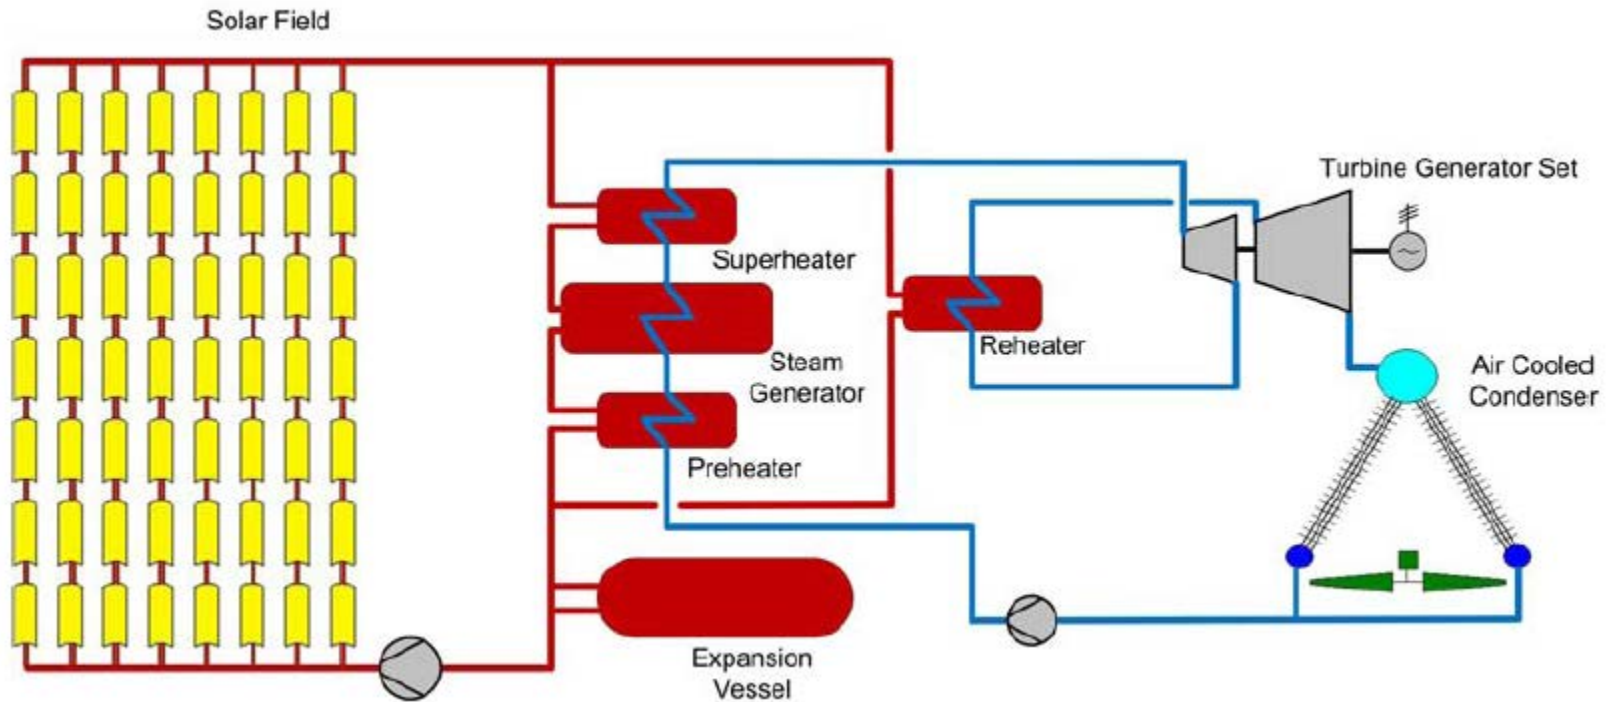 Solar Field
Turbine Generator Set
Superheater
Reheater
Steam
Generator
Air Cooled
Condenser
Preheater
Expansion
Vessel